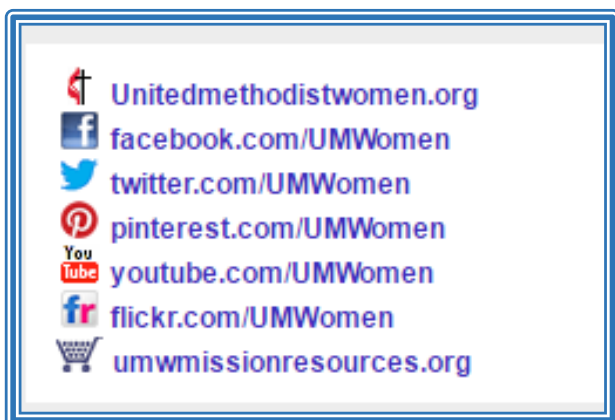 Unitedmethodistwomen.org
f facebook.com/UMWomen
twitter.com/UMWomen
pinterest.com/UMWomen
You
Tube youtube.com/UMWomen
fr flickr.com/UMWomen
umwmissionresources.org